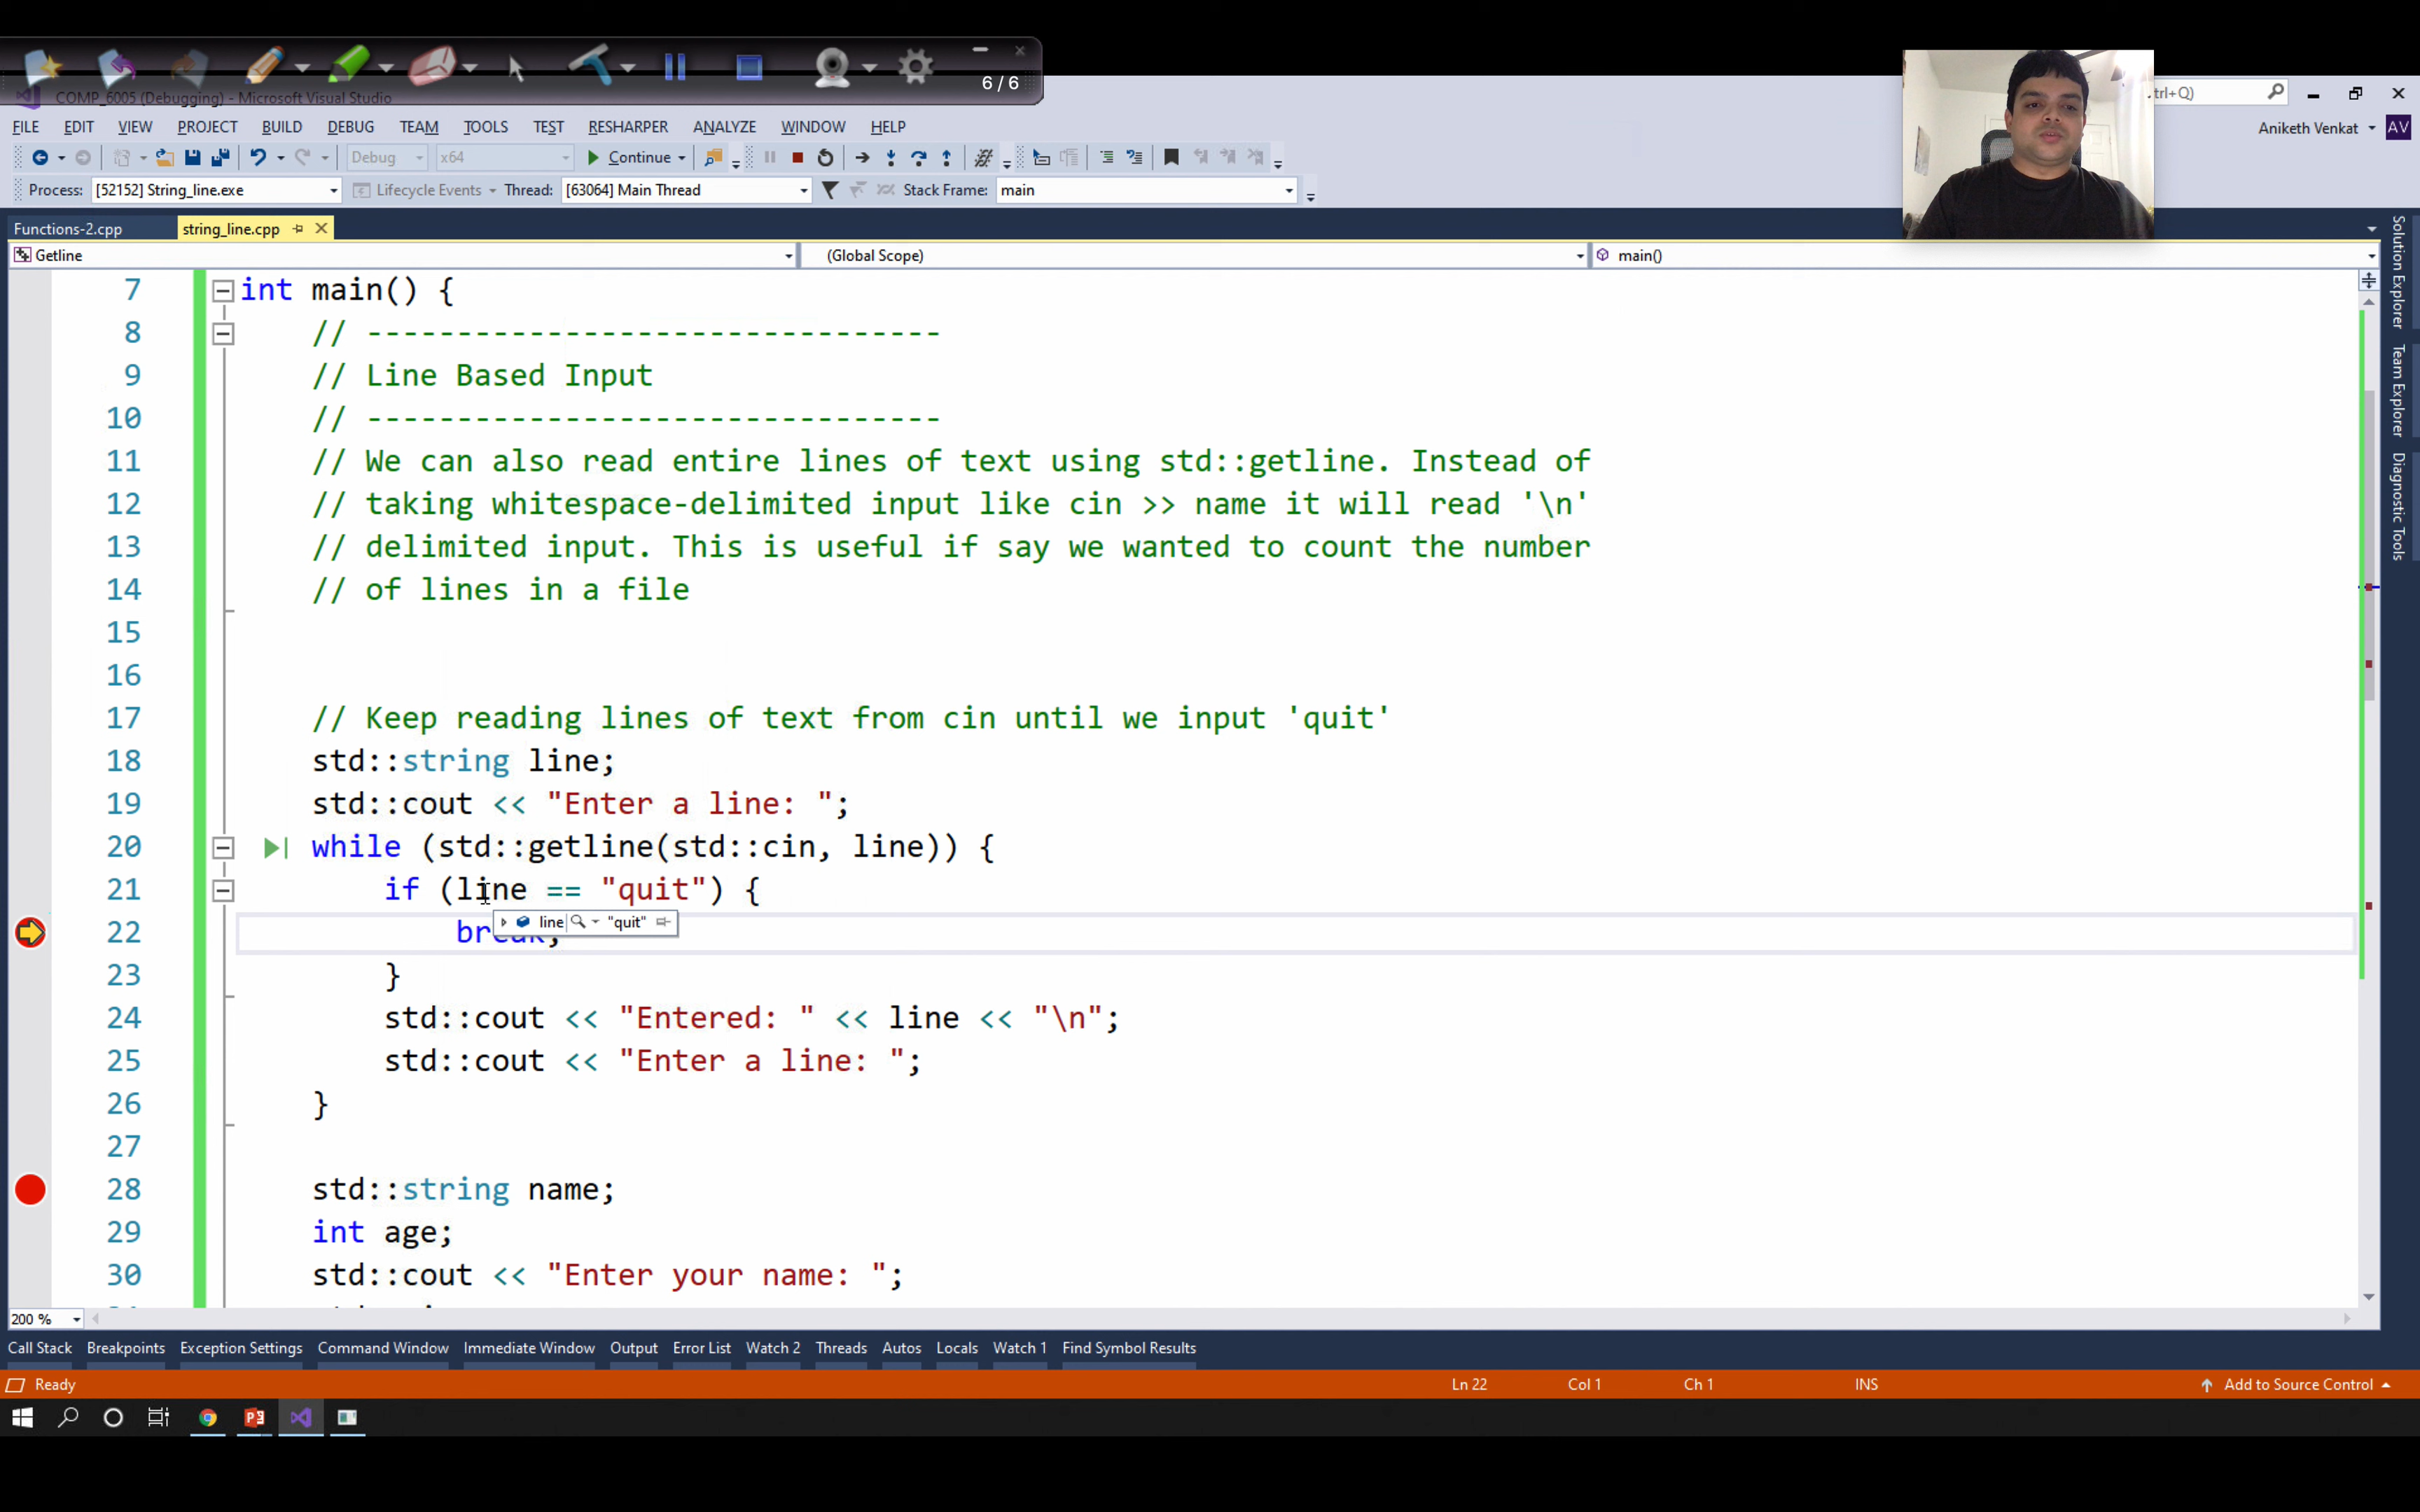 6 / 6
COMP_6005 (Debugging) - Microsoft Visual Studio
trl+Q)
FILE EDIT VIEW PROJECT BUILD DEBUG TEAM TOOLS TEST RESHARPER ANALYZE WINDOW HELP
Aniketh Venkat AV
Debug x64 Continue
Process: [52152] String_line.exe Lifecycle Events Thread: [63064] Main Thread Stack Frame: main
Functions-2.cpp string_line.cpp
Getline (Global Scope) main()
Solution Explorer
Team Explorer
Diagnostic Tools
7 int main() {
8 // --------------------------------
9 // Line Based Input
10 // --------------------------------
11 // We can also read entire lines of text using std::getline. Instead of
12 // taking whitespace-delimited input like cin >> name it will read '\n'
13 // delimited input. This is useful if say we wanted to count the number
14 // of lines in a file
15
16
17 // Keep reading lines of text from cin until we input 'quit'
18 std::string line;
19 std::cout << "Enter a line: ";
20 while (std::getline(std::cin, line)) {
21 if (line == "quit") {
line "quit"
22 break;
23 }
24 std::cout << "Entered: " << line << "\n";
25 std::cout << "Enter a line: ";
26 }
27
28 std::string name;
29 int age;
30 std::cout << "Enter your name: ";
200 %
Call Stack Breakpoints Exception Settings Command Window Immediate Window Output Error List Watch 2 Threads Autos Locals Watch 1 Find Symbol Results
Ready Ln 22 Col 1 Ch 1 INS Add to Source Control